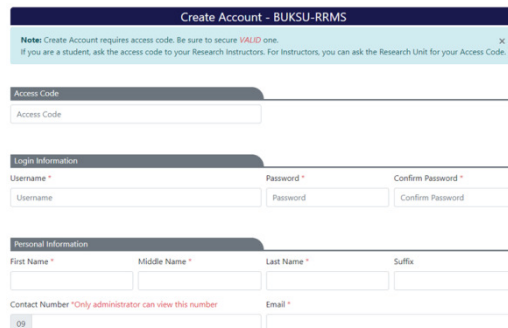 Create Account - BUKSU-RRMS
Note: Create Account requires access code. Be sure to secure VALID one. ×
If you are a student, ask the access code to your Research Instructors. For Instructors, you can ask the Research Unit for your Access Code.
Access Code
Access Code
Login Information
Username * Password * Confirm Password *
Username Password Confirm Password
Personal Information
First Name * Middle Name * Last Name * Suffix
Contact Number *Only administrator can view this number Email *
09